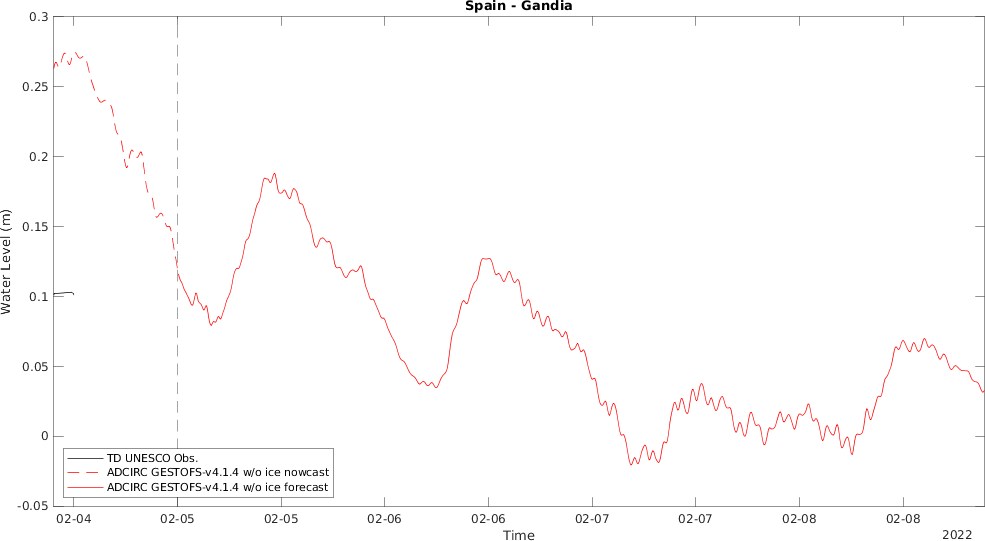 Spain - Gandia
0.3
0.25
0.2
0.15
0.1
0.05
0
-0.05
Water Level (m)
TD UNESCO Obs.
ADCIRC GESTOFS-v4.1.4 w/o ice nowcast
ADCIRC GESTOFS-v4.1.4 w/o ice forecast
02-04 02-05 02-05 02-06 02-06 02-07 02-07 02-08 02-08
Time
2022